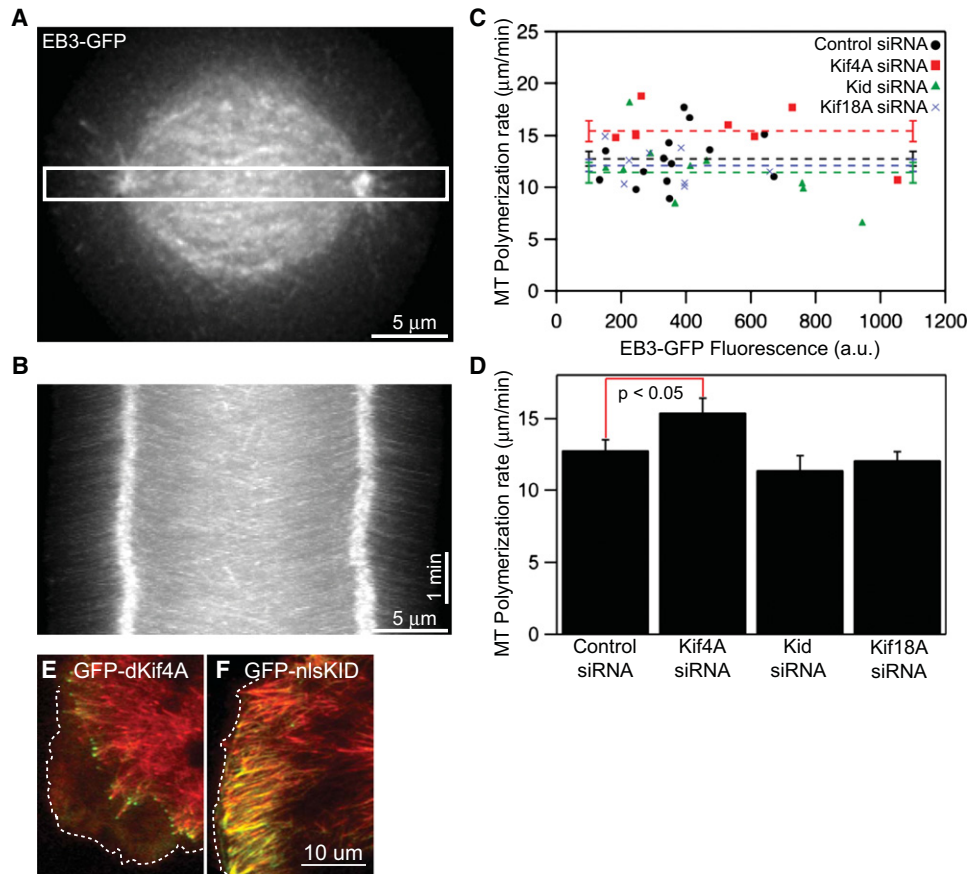 A
EB3-GFP
5 μm
B
1 min
5 μm
E GFP-dKif4A
F GFP-nlsKID
10 um
C
MT Polymerization rate (μm/min)
25
20
15
10
5
0
0 200 400 600 800 1000 1200
EB3-GFP Fluorescence (a.u.)
Control siRNA
Kif4A siRNA
Kid siRNA
Kif18A siRNA
D
MT Polymerization rate (μm/min)
15
10
5
0
p < 0.05
Control siRNA
Kif4A siRNA
Kid siRNA
Kif18A siRNA